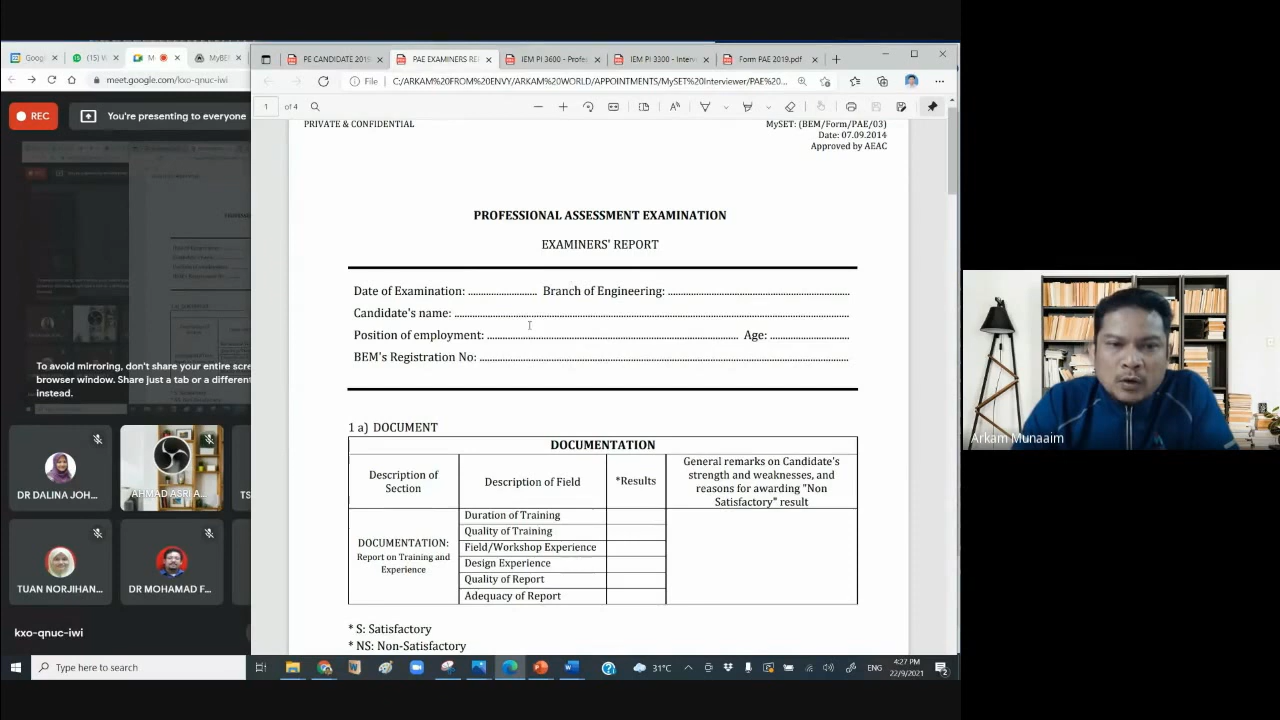 Goog
(15) V
M
MyBE
PE CANDIDATE 2019
PAE EXAMINERS RE
IEM PI 3600 - Profe
IEM PI 3300 - Interv
Form PAE 2019.pdf
meet.google.com/kxo-qnuc-iwi
File
C:/ARKAM%20FROM%20ENVY/ARKAM%20WORLD/APPOINTMENTS/MySET%20Interviewer/PAE%20...
1 of 4
REC
You're presenting to everyone
PRIVATE & CONFIDENTIAL
MySET: (BEM/Form/PAE/03)
Date: 07.09.2014
Approved by AEAC
PROFESSIONAL ASSESSMENT EXAMINATION
EXAMINERS' REPORT
Date of Examination: .......................... Branch of Engineering: ..........................
Candidate's name: ..........................
Position of employment: .......................... Age: ..........................
BEM's Registration No: ..........................
To avoid mirroring, don't share your entire scre
browser window. Share just a tab or a different
instead.
1 a) DOCUMENT
DOCUMENTATION
Description of Section
Description of Field
*Results
General remarks on Candidate's strength and weaknesses, and reasons for awarding "Non Satisfactory" result
DOCUMENTATION:
Report on Training and Experience
Duration of Training
Quality of Training
Field/Workshop Experience
Design Experience
Quality of Report
Adequacy of Report
* S: Satisfactory
* NS: Non-Satisfactory
DR DALINA JOH...
AHMAD ASRI A...
TS
TUAN NORJIHAN...
DR MOHAMAD F...
kxo-qnuc-iwi
Arkam Munaaim
Type here to search
31°C
ENG
4:27 PM
22/9/2021
2